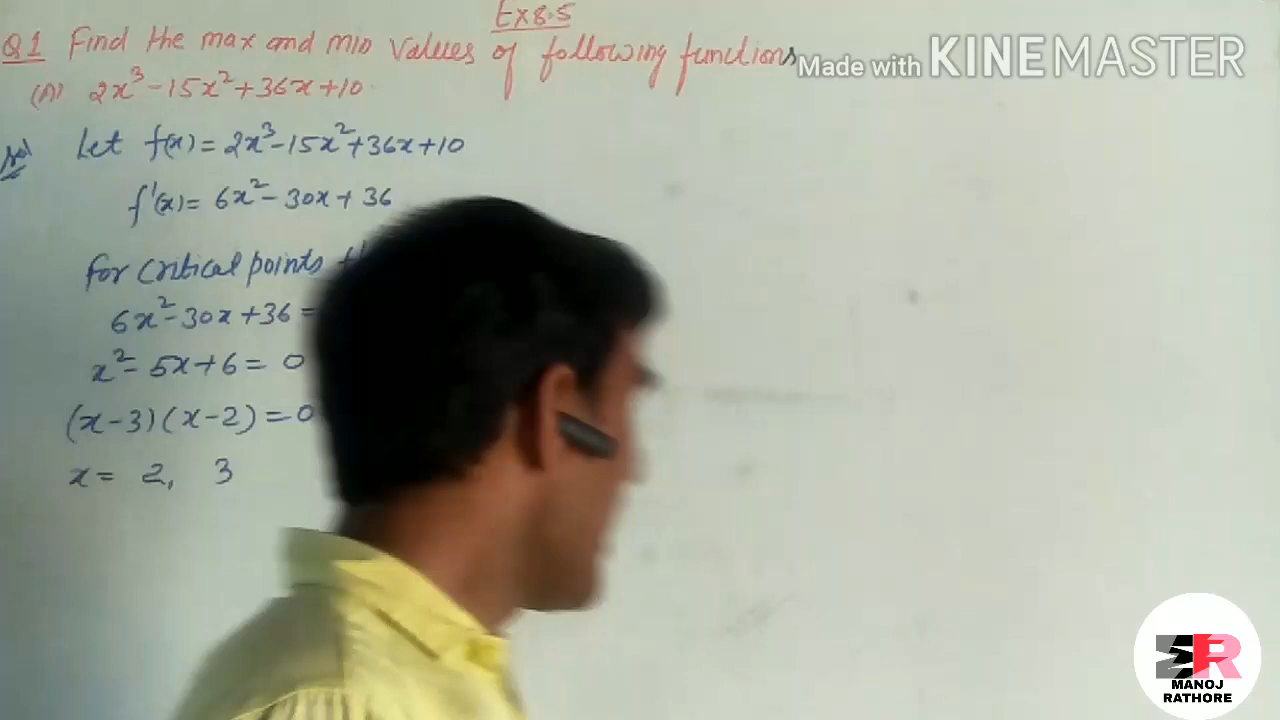 Ex 8.5
Q1 Find the max and min values of following functions
(A) 2x³-15x²+36x+10
Sol Let f(x)= 2x³-15x²+36x+10
f'(x)= 6x²-30x+36
For critical points
6x²-30x+36=
x²-5x+6=0
(x-3)(x-2)=0
x= 2, 3
Made with KINEMASTER
SR
MANOJ
RATHORE